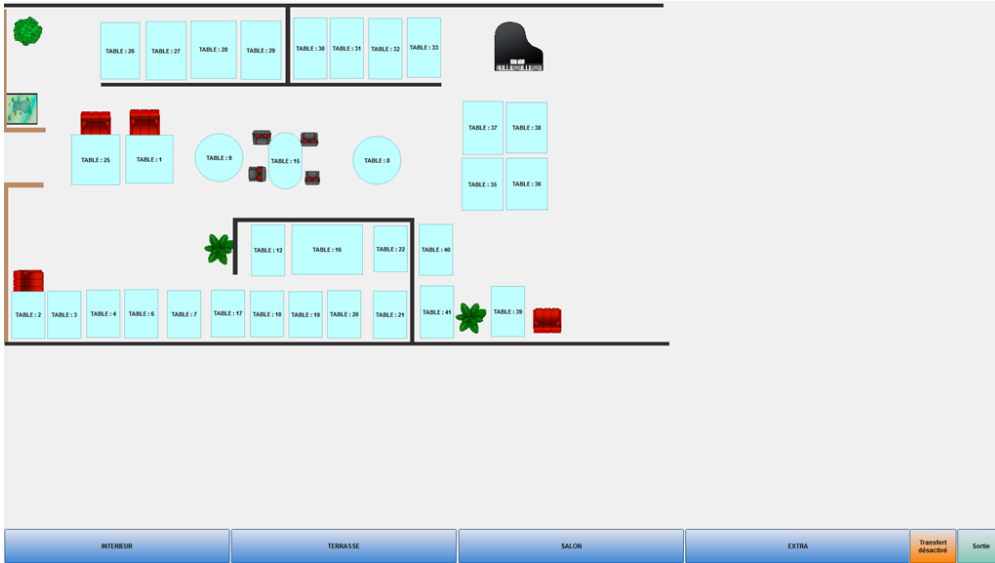 TABLE : 26
TABLE : 27
TABLE : 28
TABLE : 29
TABLE : 30
TABLE : 31
TABLE : 32
TABLE : 33
TABLE : 37
TABLE : 38
TABLE : 25
TABLE : 1
TABLE : 9
TABLE : 15
TABLE : 8
TABLE : 35
TABLE : 36
TABLE : 12
TABLE : 16
TABLE : 22
TABLE : 40
TABLE : 2
TABLE : 3
TABLE : 4
TABLE : 6
TABLE : 7
TABLE : 17
TABLE : 18
TABLE : 19
TABLE : 20
TABLE : 21
TABLE : 41
TABLE : 39
INTERIEUR
TERRASSE
SALON
EXTRA
Transfert
désactivé
Sortie